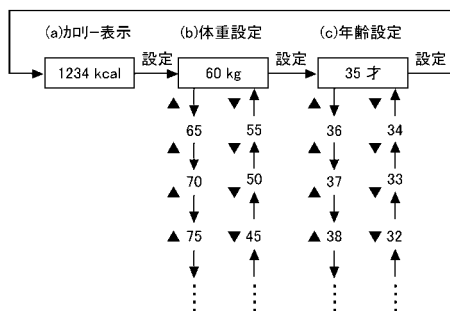 (a)カロリー表示 (b)体重設定 (c)年齢設定
設定 設定 設定
1234 kcal 60 kg 35 才
▲ ▼ ▲ ▼
65 55 36 34
▲ ▼ ▲ ▼
70 50 37 33
▲ ▼ ▲ ▼
75 45 38 32
▲ ▼ ▲ ▼